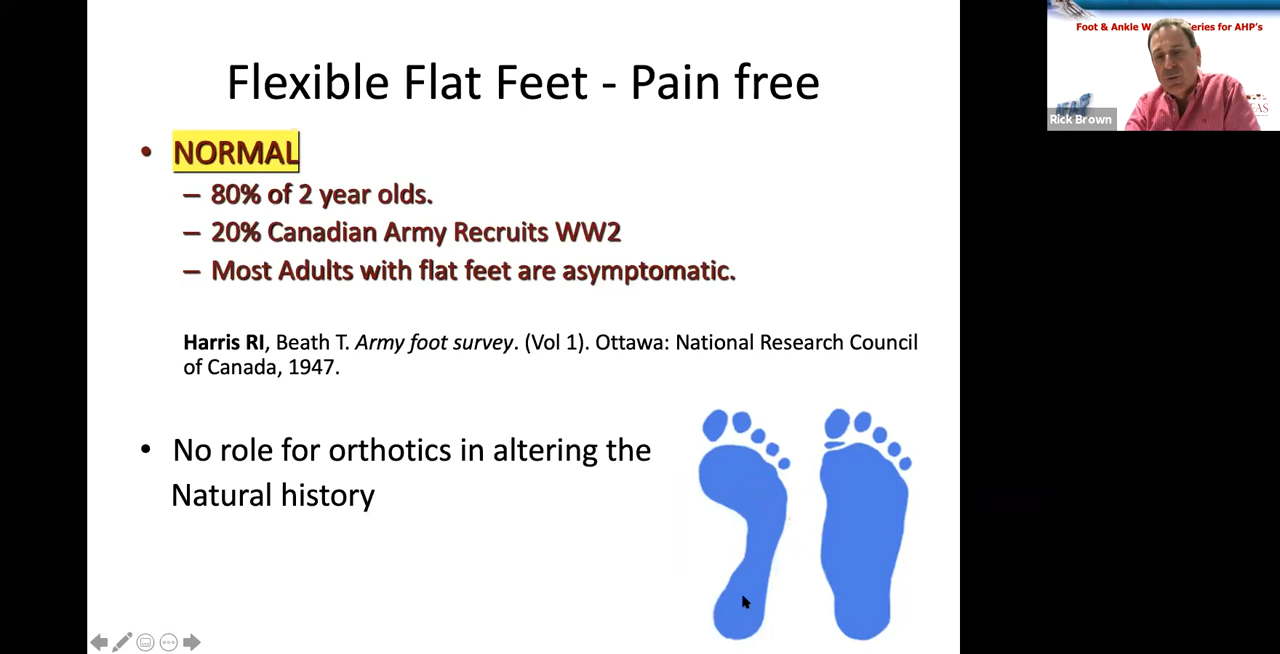 Flexible Flat Feet - Pain free
• NORMAL
– 80% of 2 year olds.
– 20% Canadian Army Recruits WW2
– Most Adults with flat feet are asymptomatic.
Harris RI, Beath T. Army foot survey. (Vol 1). Ottawa: National Research Council
of Canada, 1947.
• No role for orthotics in altering the
Natural history
Foot & Ankle W eries for AHP's
Rick Brown